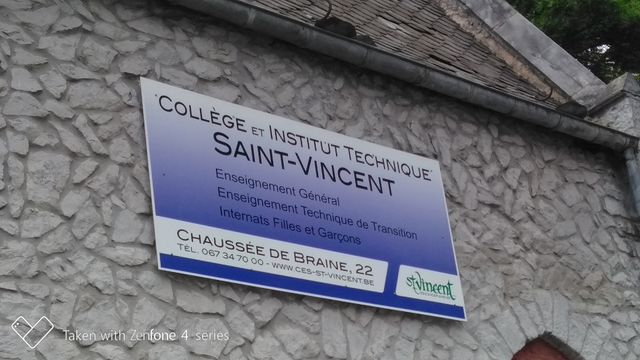 COLLÈGE ET INSTITUT TECHNIQUE
SAINT-VINCENT
Enseignement Général
Enseignement Technique de Transition
Internats Filles et Garçons
CHAUSSÉE DE BRAINE, 22
TÉL. 067 34 70 00 - WWW.CES-ST-VINCENT.BE
st vincent
Taken with Zenfone 4 series